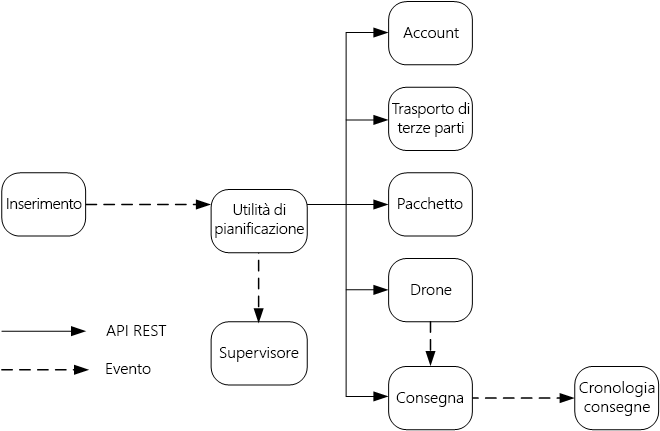 Account
Trasporto di
terze parti
Inserimento
Utilità di
pianificazione
Pacchetto
Drone
API REST
Supervisore
Evento
Consegna
Cronologia
consegne